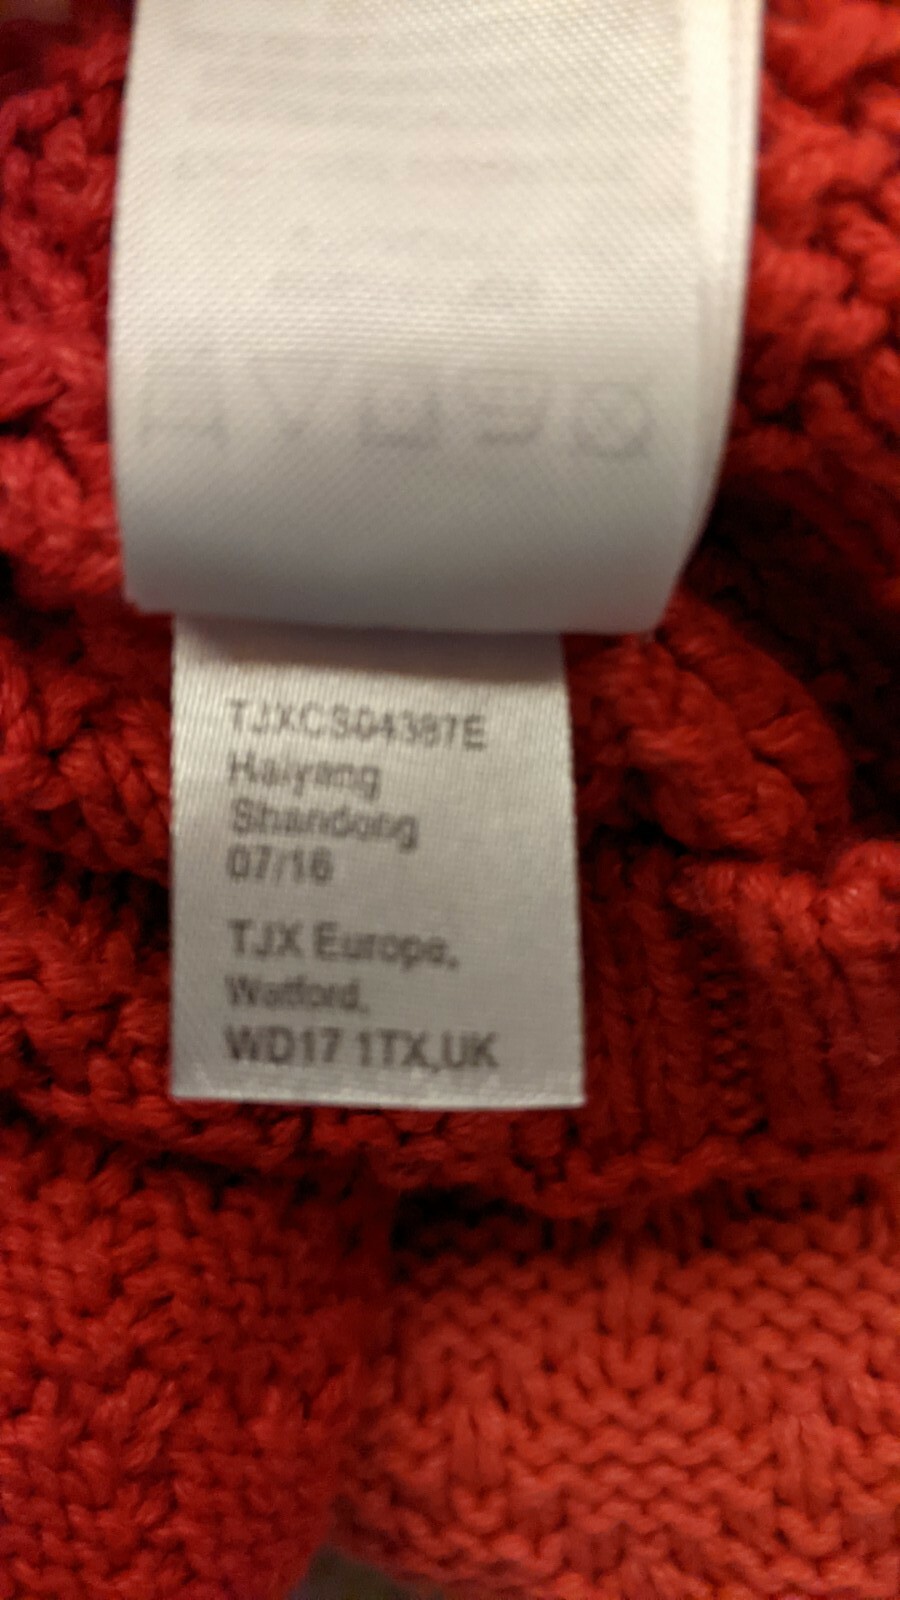 TJXCS04387E
Haiyang
Shandong
07/16
TJX Europe,
Watford,
WD17 1TX,UK